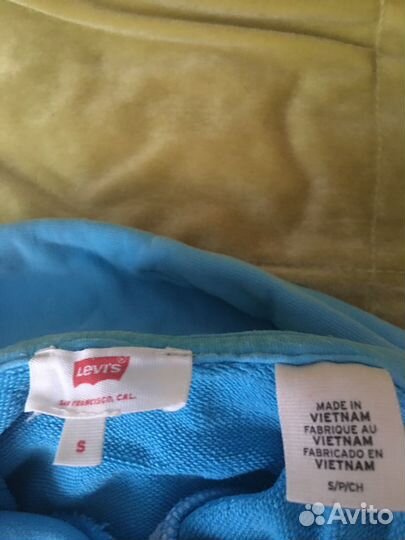 Levi's
SAN FRANCISCO, CAL.
S
MADE IN
VIETNAM
FABRIQUE AU
VIETNAM
FABRICADO EN
VIETNAM
S/P/CH
Avito